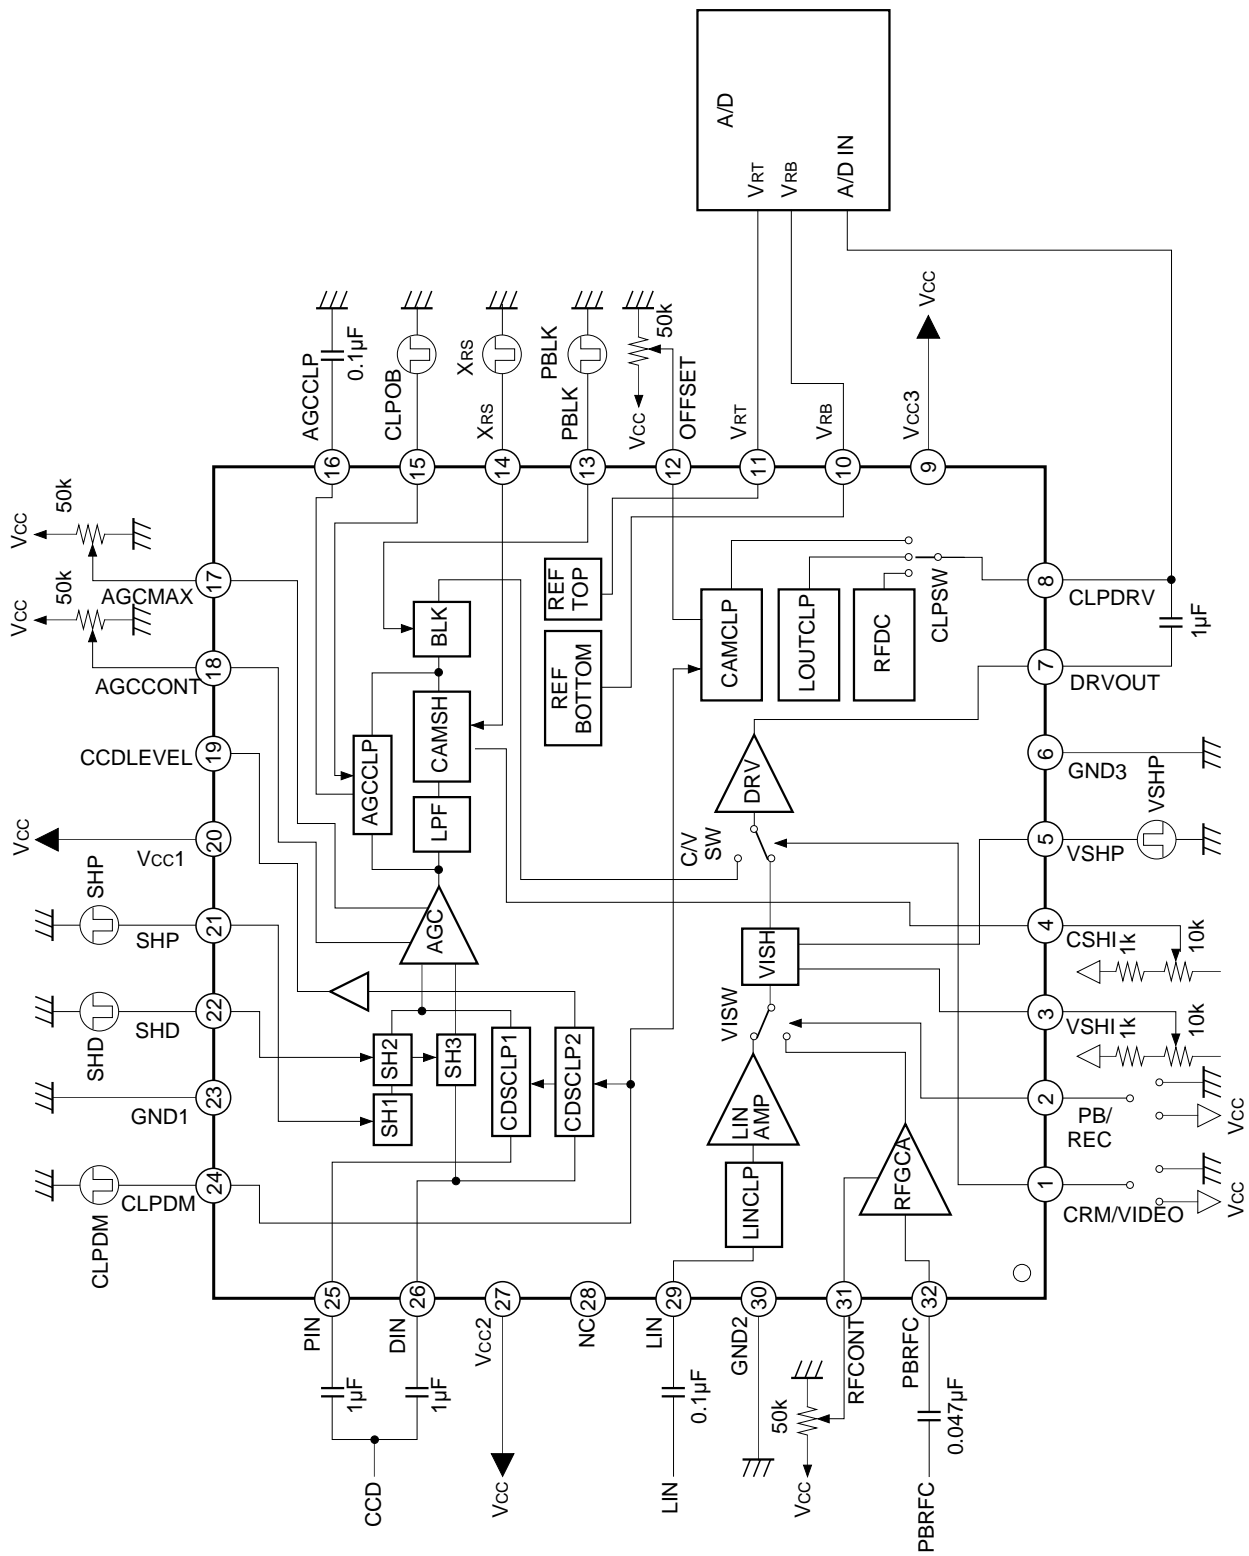 A/D
VRT
VRB
A/D IN
AGCCLP
0.1µF
CLPOB
XRS
XRS
PBLK
PBLK
VCC
50k
OFFSET
VRT
VRB
VCC3
VCC
16
15
14
13
12
11
10
9
VCC
50k
AGCMAX
17
VCC
50k
AGCCONT
18
CCDLEVEL
19
VCC
VCC1
20
SHP
SHP
21
SHD
SHD
22
GND1
23
CLPDM
CLPDM
24
AGCCLP
LPF
CAMSH
BLK
AGC
SH1
SH2
SH3
CDSCLP1
CDSCLP2
REF
TOP
REF
BOTTOM
CAMCLP
LOUTCLP
RFDC
CLPSW
DRV
C/V
SW
VISH
VISW
LIN
AMP
LINCLP
RFGCA
8
CLPDRV
1µF
7
DRVOUT
6
GND3
5
VSHP
VSHP
4
CSHI
1k
10k
3
VSHI
1k
10k
2
PB/
REC
VCC
1
CRM/VIDEO
VCC
25
26
27
28
29
30
31
32
PIN
1µF
DIN
1µF
CCD
VCC2
VCC
NC
LIN
0.1µF
LIN
GND2
RFCONT
50k
VCC
PBRFC
0.047µF
PBRFC